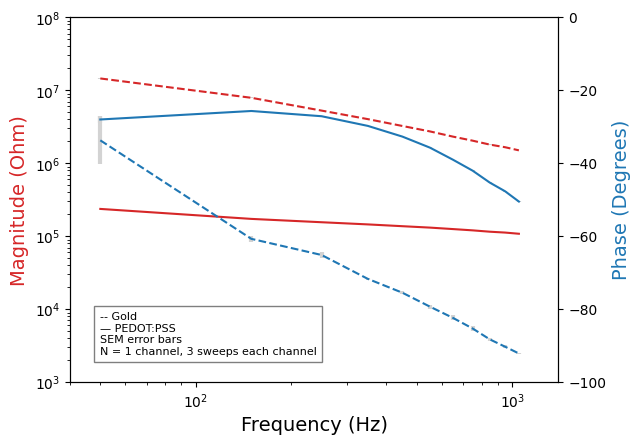 10^8
10^7
10^6
10^5
10^4
10^3
Magnitude (Ohm)
0
−20
−40
−60
−80
−100
Phase (Degrees)
-- Gold
— PEDOT:PSS
SEM error bars
N = 1 channel, 3 sweeps each channel
10^2
10^3
Frequency (Hz)